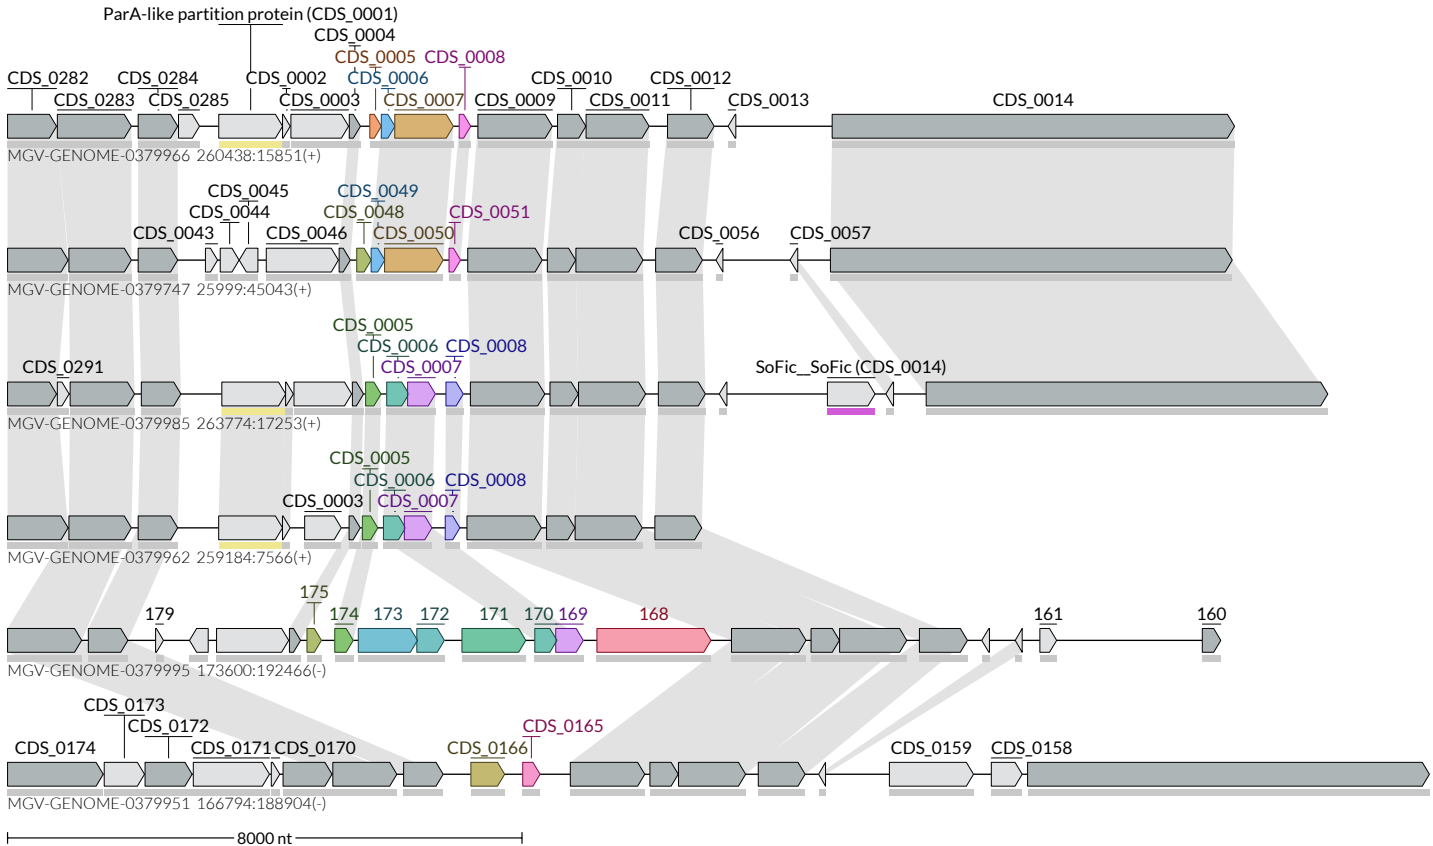 ParA-like partition protein (CDS_0001)
CDS_0004
CDS_0005 CDS_0008
CDS_0282 CDS_0284 CDS_0002 CDS_0006 CDS_0010 CDS_0012
CDS_0283 CDS_0285 CDS_0003 CDS_0007 CDS_0009 CDS_0011 CDS_0013 CDS_0014
MGV-GENOME-0379966 260438:15851(+)
CDS_0045 CDS_0049
CDS_0044 CDS_0048 CDS_0051
CDS_0043 CDS_0046 CDS_0050 CDS_0056 CDS_0057
MGV-GENOME-0379747 25999:45043(+)
CDS_0005
CDS_0006 CDS_0008
CDS_0291 CDS_0007 SoFic__SoFic (CDS_0014)
MGV-GENOME-0379985 263774:17253(+)
CDS_0005
CDS_0006 CDS_0008
CDS_0003 CDS_0007
MGV-GENOME-0379962 259184:7566(+)
175
179 174 173 172 171 170 169 168 161 160
MGV-GENOME-0379995 173600:192466(-)
CDS_0173
CDS_0172 CDS_0165
CDS_0174 CDS_0171 CDS_0170 CDS_0166 CDS_0159 CDS_0158
MGV-GENOME-0379951 166794:188904(-)
8000 nt